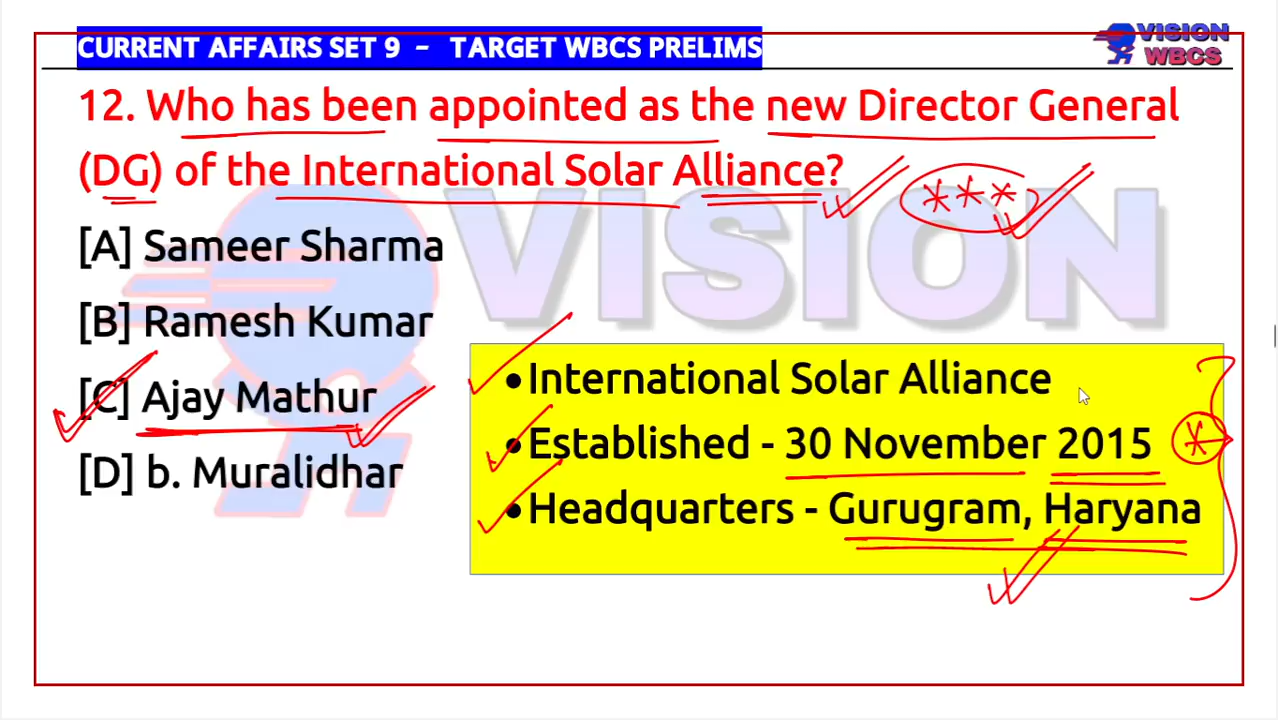 CURRENT AFFAIRS SET 9 - TARGET WBCS PRELIMS
VISION
WBCS
12. Who has been appointed as the new Director General
(DG) of the International Solar Alliance?
[A] Sameer Sharma
[B] Ramesh Kumar
[C] Ajay Mathur
[D] b. Muralidhar
VISION
• International Solar Alliance
• Established - 30 November 2015
• Headquarters - Gurugram, Haryana